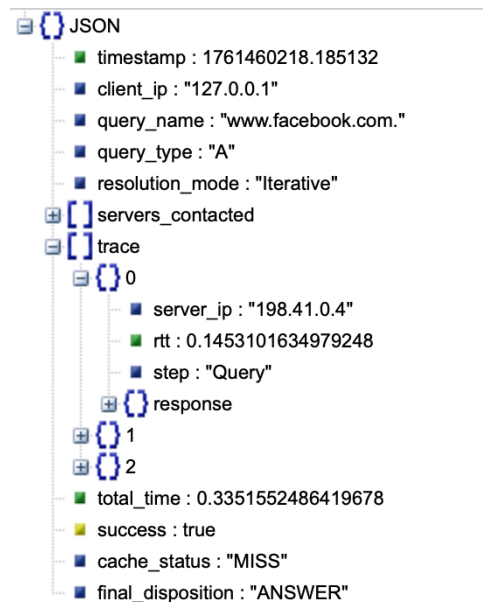 JSON
timestamp : 1761460218.185132
client_ip : "127.0.0.1"
query_name : "www.facebook.com."
query_type : "A"
resolution_mode : "Iterative"
servers_contacted
trace
0
server_ip : "198.41.0.4"
rtt : 0.1453101634979248
step : "Query"
response
1
2
total_time : 0.3351552486419678
success : true
cache_status : "MISS"
final_disposition : "ANSWER"